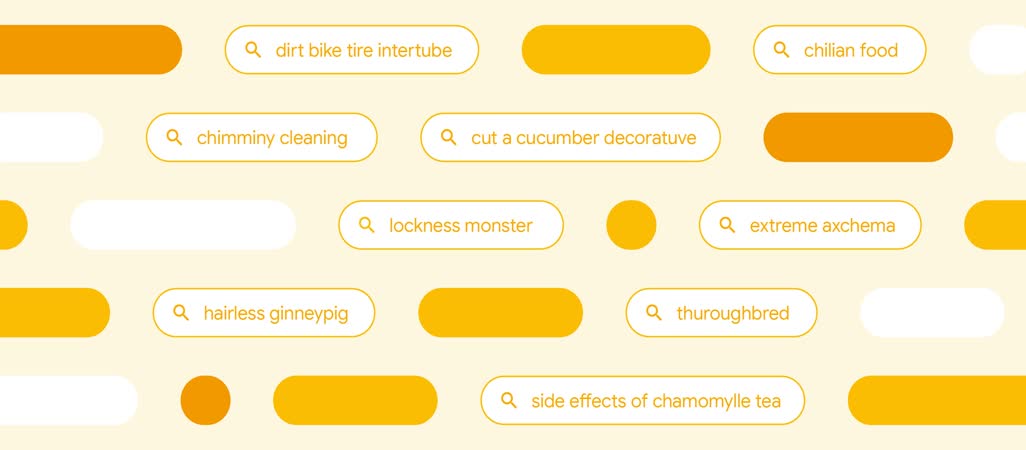 dirt bike tire intertube
chilian food
chimminy cleaning
cut a cucumber decoratuve
lockness monster
extreme axchema
hairless ginneypig
thuroughbred
side effects of chamomylle tea